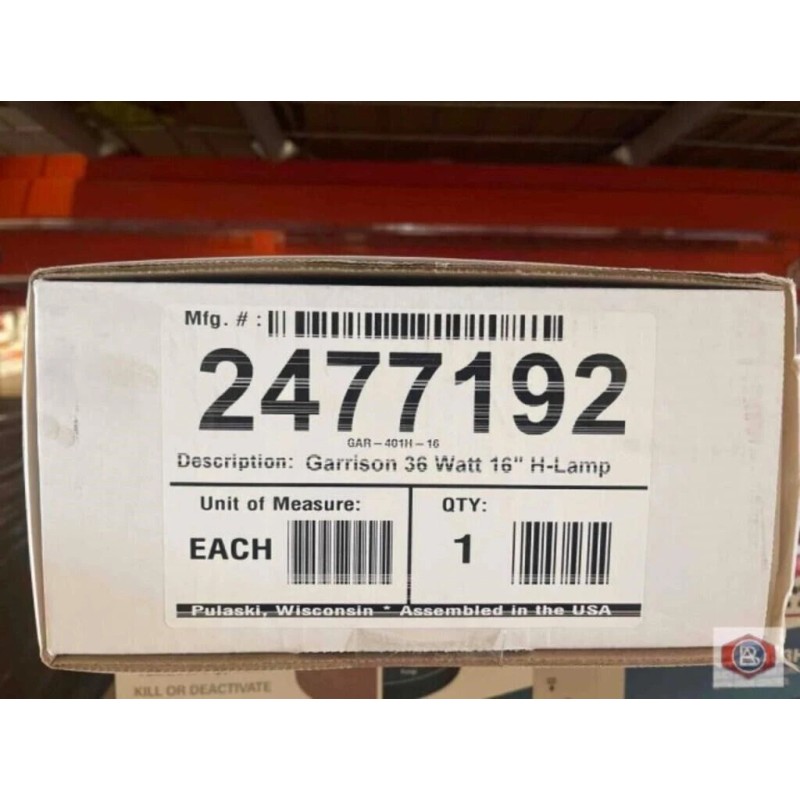 Mfg. # :
2477192
GAR-401H-16
Description: Garrison 36 Watt 16" H-Lamp
Unit of Measure:
QTY:
EACH
1
Pulaski, Wisconsin * Assembled in the USA
KILL OR DEACTIVATE